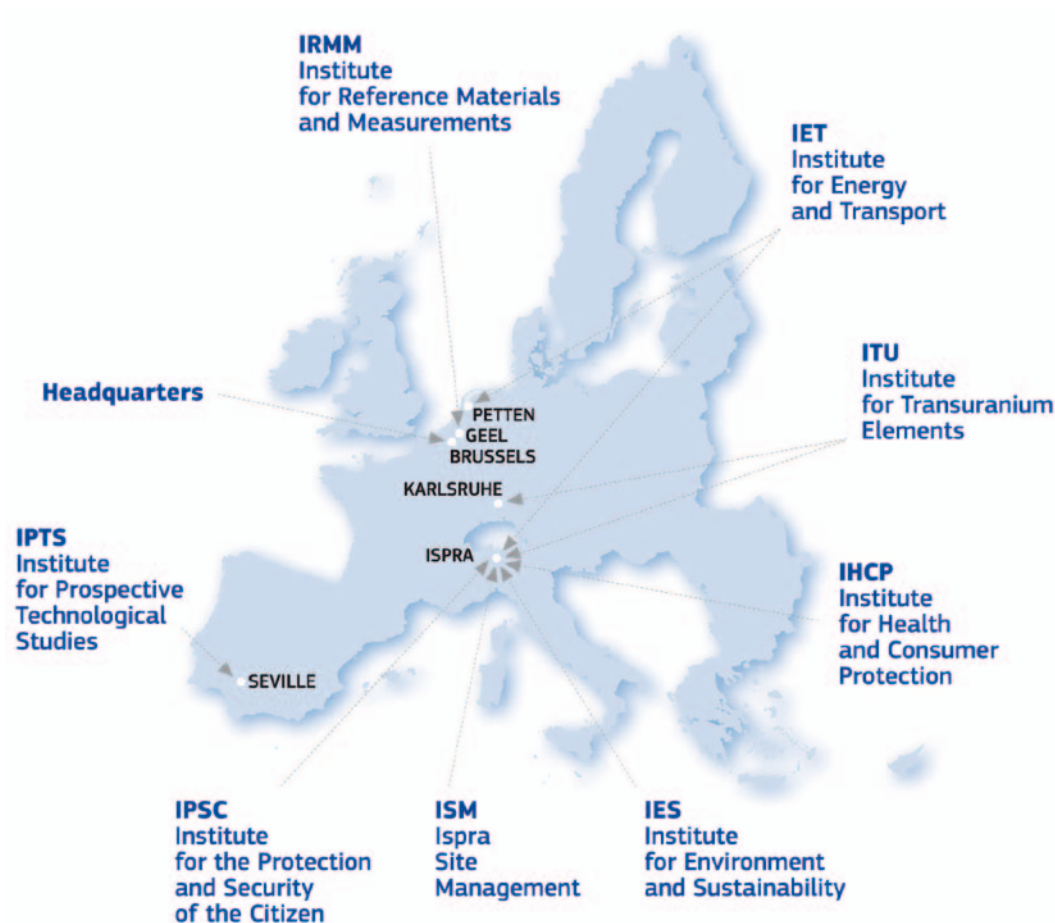 IRMM
Institute
for Reference Materials
and Measurements
IET
Institute
for Energy
and Transport
ITU
Institute
for Transuranium
Elements
Headquarters
PETTEN
GEEL
BRUSSELS
KARLSRUHE
ISPRA
IPTS
Institute
for Prospective
Technological
Studies
SEVILLE
IHCP
Institute
for Health
and Consumer
Protection
IPSC
Institute
for the Protection
and Security
of the Citizen
ISM
Ispra
Site
Management
IES
Institute
for Environment
and Sustainability